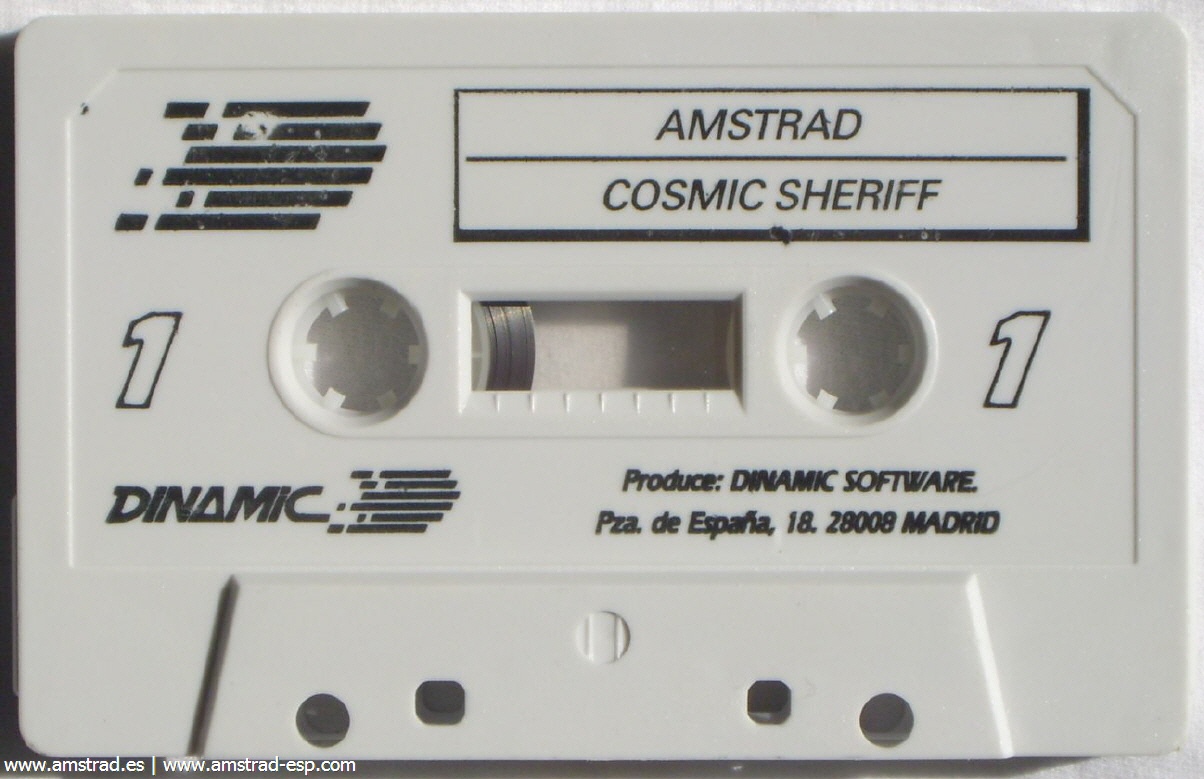 AMSTRAD
COSMIC SHERIFF
1 1
DINAMIC
Produce: DINAMIC SOFTWARE.
Pza. de España, 18. 28008 MADRID
www.amstrad.es | www.amstrad-esp.com